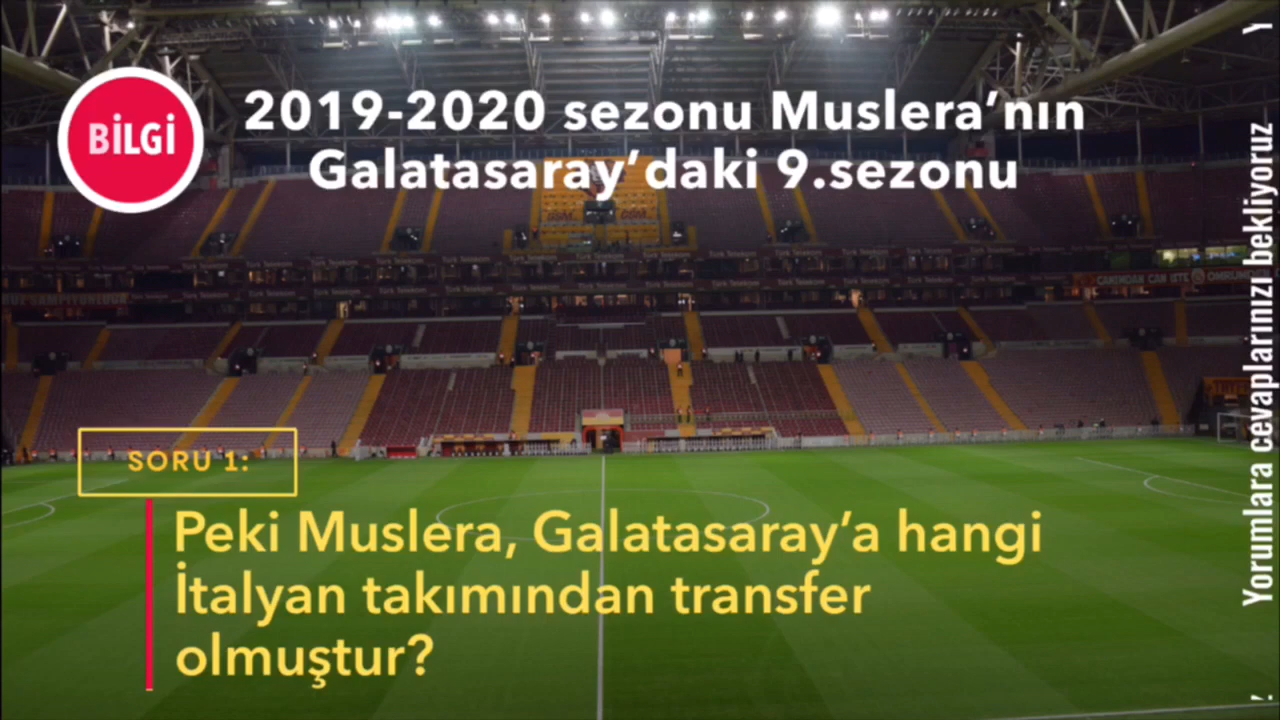 BİLGİ
2019-2020 sezonu Muslera’nın
Galatasaray’daki 9.sezonu
SORU 1:
Peki Muslera, Galatasaray’a hangi
İtalyan takımından transfer
olmuştur?
Yorumlara cevaplarınızı bekliyoruz